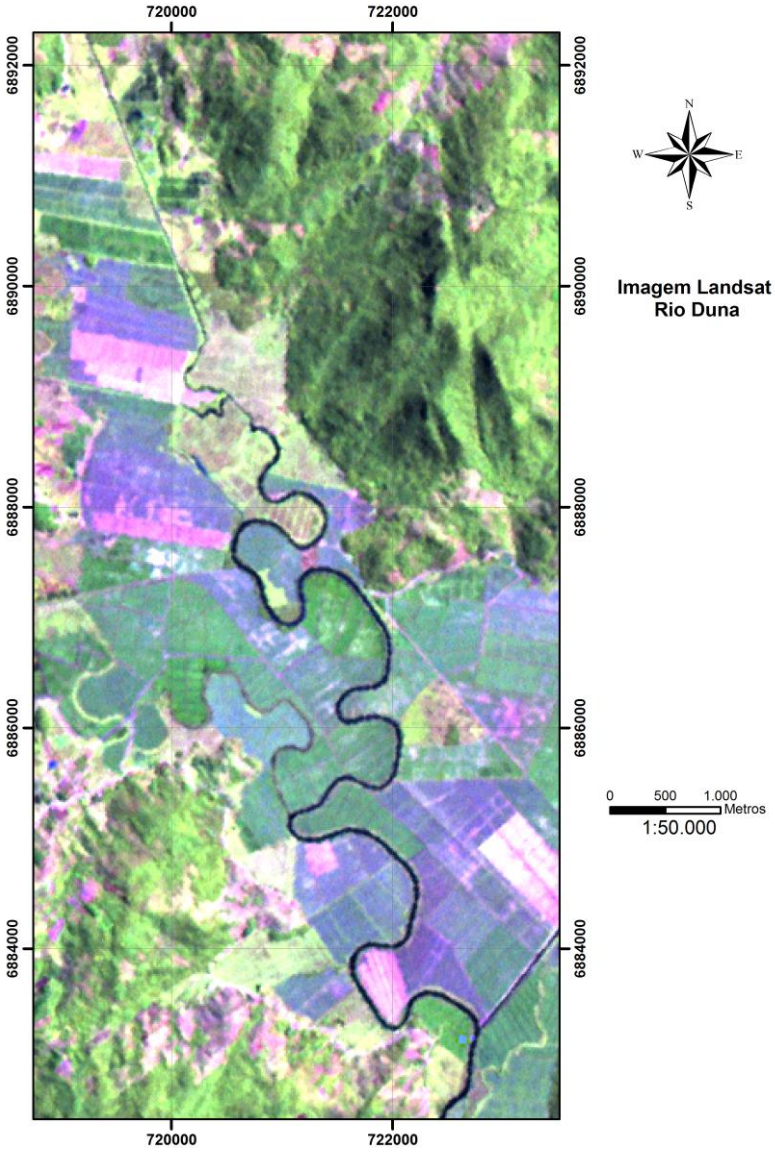 720000 722000
6892000 6892000
N
W E
S
6890000 6890000
Imagem Landsat
Rio Duna
6888000 6888000
6886000 6886000
0 500 1.000
Metros
1:50.000
6884000 6884000
720000 722000